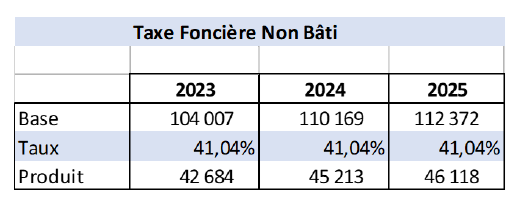 Taxe Foncière Non Bâti
2023 2024 2025
Base 104 007 110 169 112 372
Taux 41,04% 41,04% 41,04%
Produit 42 684 45 213 46 118